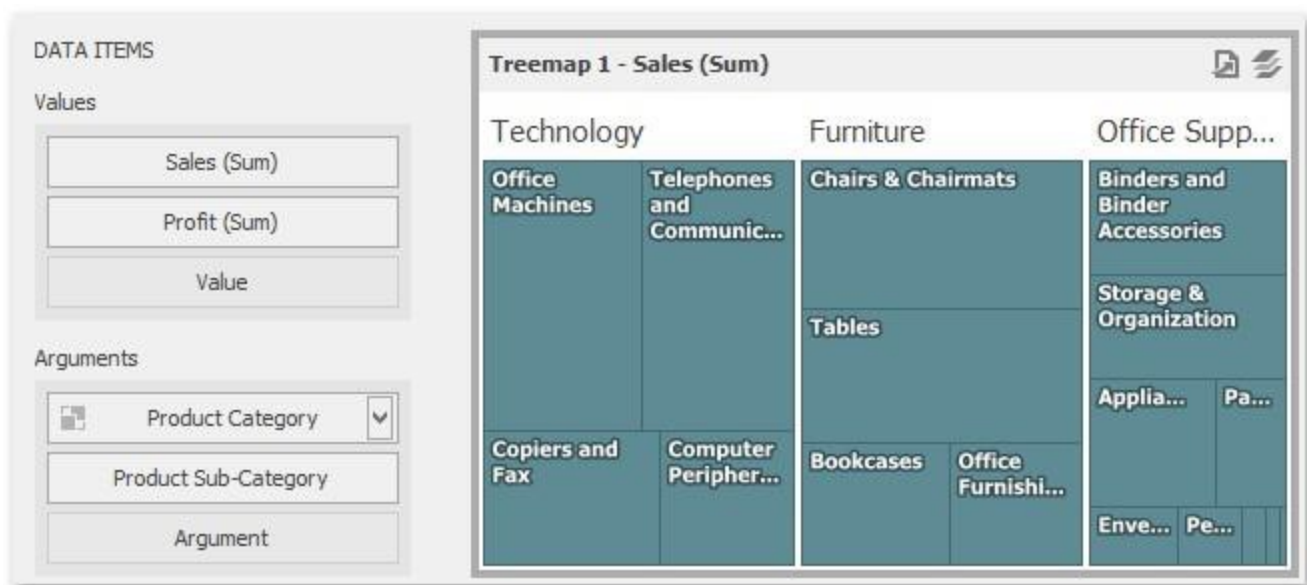 DATA ITEMS
Values
Sales (Sum)
Profit (Sum)
Value
Arguments
Product Category
Product Sub-Category
Argument
Treemap 1 - Sales (Sum)
Technology
Office
Machines
Telephones
and
Communic...
Copiers and
Fax
Computer
Peripher...
Furniture
Chairs & Chairmats
Tables
Bookcases
Office
Furnishi...
Office Supp...
Binders and
Binder
Accessories
Storage &
Organization
Applia...
Pa...
Enve...
Pe...